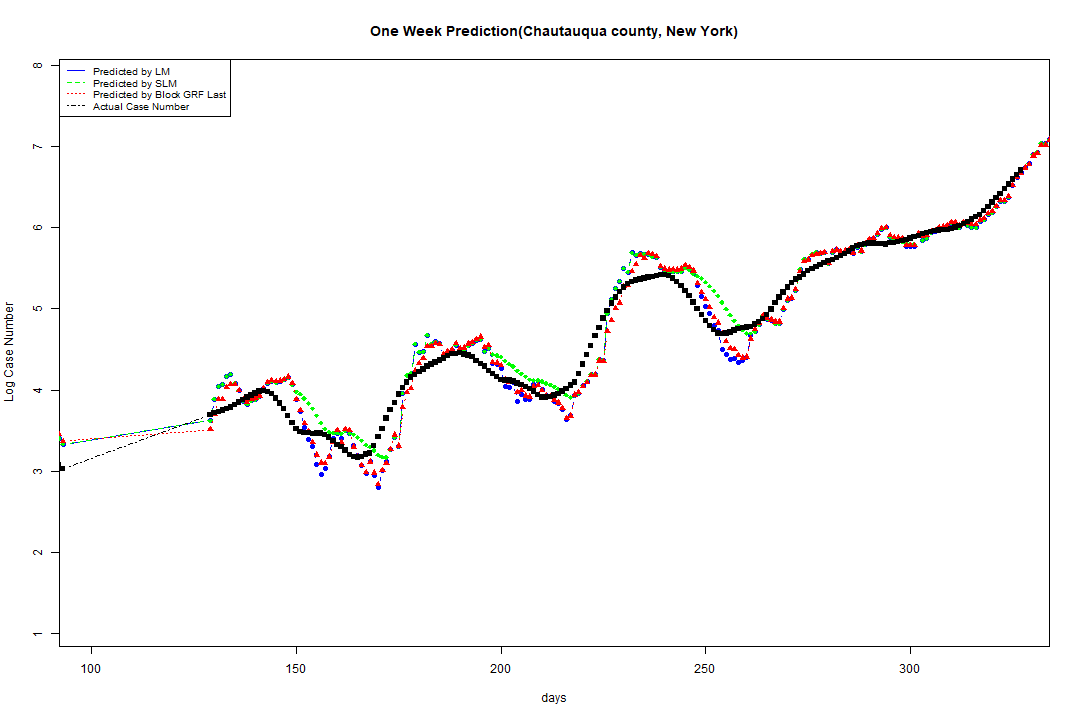 One Week Prediction(Chautauqua county, New York)
Predicted by LM
Predicted by SLM
Predicted by Block GRF Last
Actual Case Number
8
7
6
5
4
3
2
1
Log Case Number
100 150 200 250 300
days